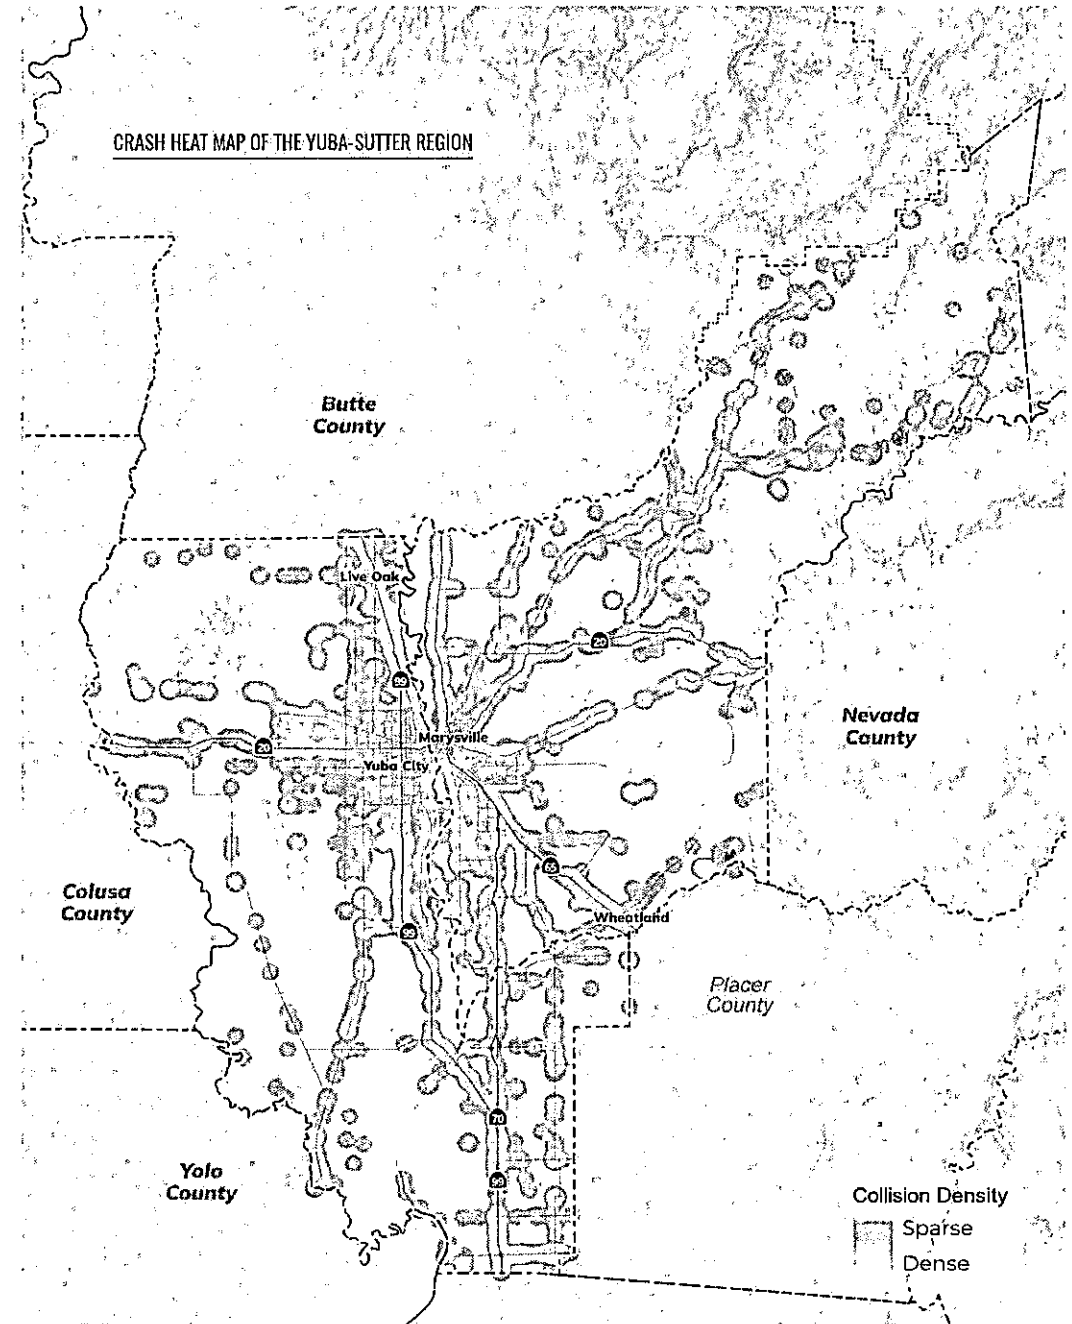 CRASH HEAT MAP OF THE YUBA-SUTTER REGION
Butte
County
Live Oak
20
99
Nevada
County
Marysville
20
Yuba City
65
Colusa
County
Wheatland
99
Placer
County
70
Yolo
County
99
Collision Density
Sparse
Dense